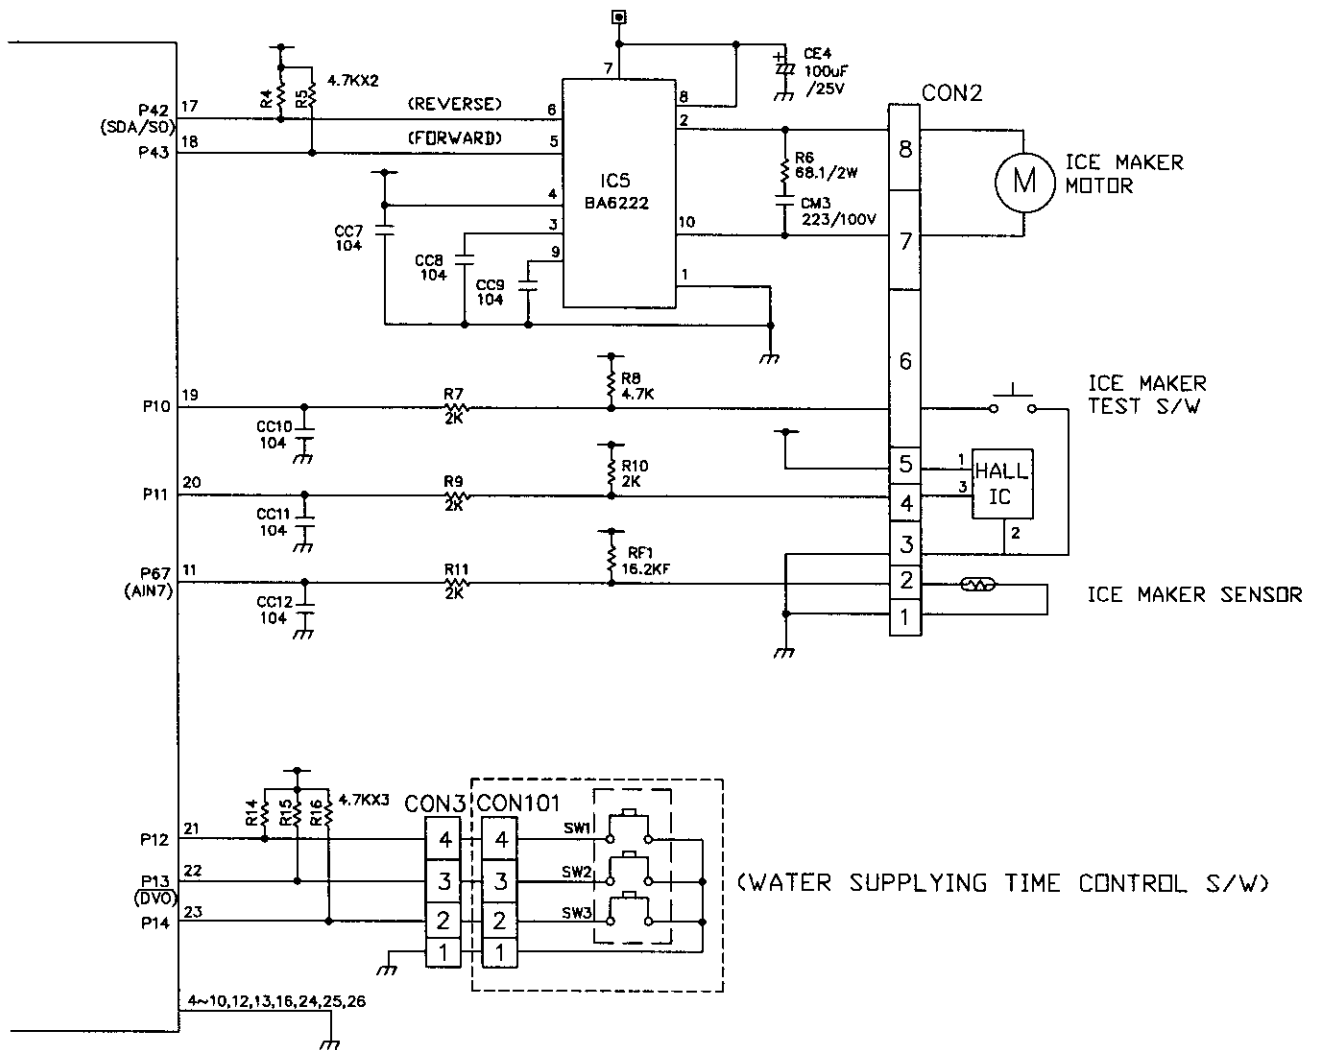 CE4
100uF
/25V
7
4.7KX2
R4
R5
P42
17
(REVERSE)
6
8
CON2
(SDA/SO)
2
P43
18
(FORWARD)
5
8
R6
68.1/2W
ICE MAKER
MOTOR
M
IC5
BA6222
4
CM3
223/100V
CC7
104
3
10
7
CC8
104
9
CC9
104
1
6
R8
4.7K
ICE MAKER
TEST S/W
P10
19
R7
2K
CC10
104
5
1
HALL
IC
R10
2K
P11
20
R9
2K
4
3
CC11
104
3
2
RF1
16.2KF
P67
11
(AIN7)
R11
2K
2
ICE MAKER SENSOR
CC12
104
1
R14
R15
R16
4.7KX3
CON3
CON101
P12
21
4
4
SW1
P13
22
(DVO)
3
3
SW2
(WATER SUPPLYING TIME CONTROL S/W)
P14
23
2
2
SW3
1
1
4~10,12,13,16,24,25,26